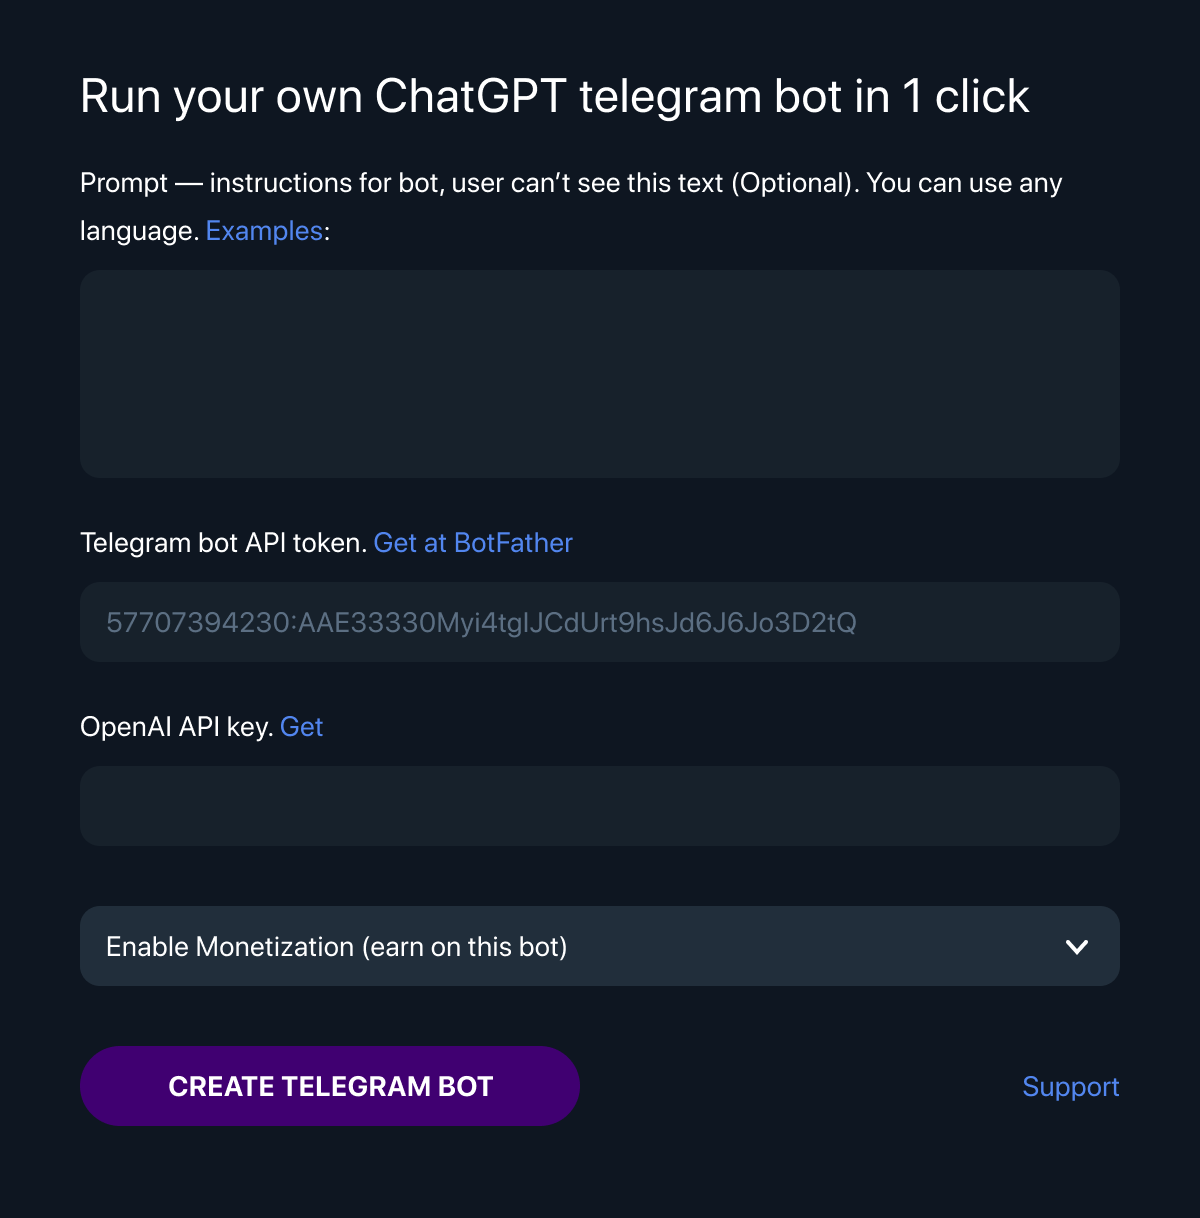 Run your own ChatGPT telegram bot in 1 click
Prompt — instructions for bot, user can’t see this text (Optional). You can use any
language. Examples:
Telegram bot API token. Get at BotFather
57707394230:AAE33330Myi4tglJCdUrt9hsJd6J6Jo3D2tQ
OpenAI API key. Get
Enable Monetization (earn on this bot)
CREATE TELEGRAM BOT
Support